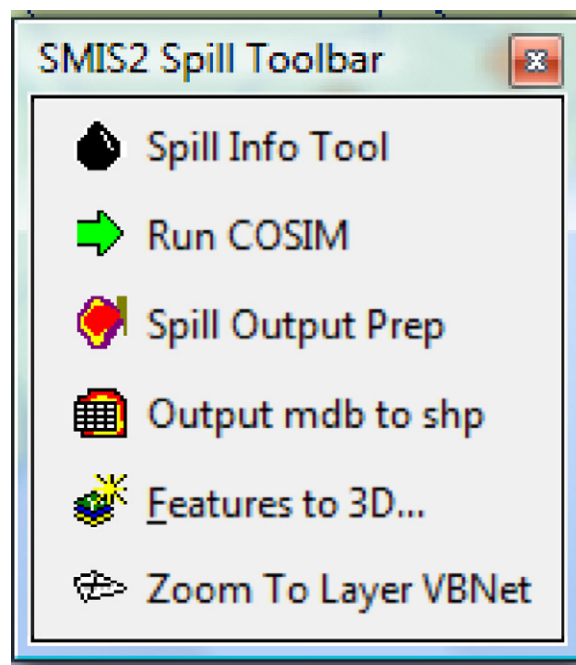 SMIS2 Spill Toolbar
Spill Info Tool
Run COSIM
Spill Output Prep
Output mdb to shp
Features to 3D...
Zoom To Layer VBNet